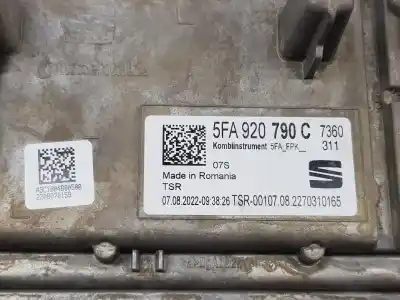 5FA 920 790 C 7360
Kombiinstrument 5FA_FPK__ 311
07S
Made in Romania
TSR
07.08.2022-09:38:26 TSR-00107.08.2270310165